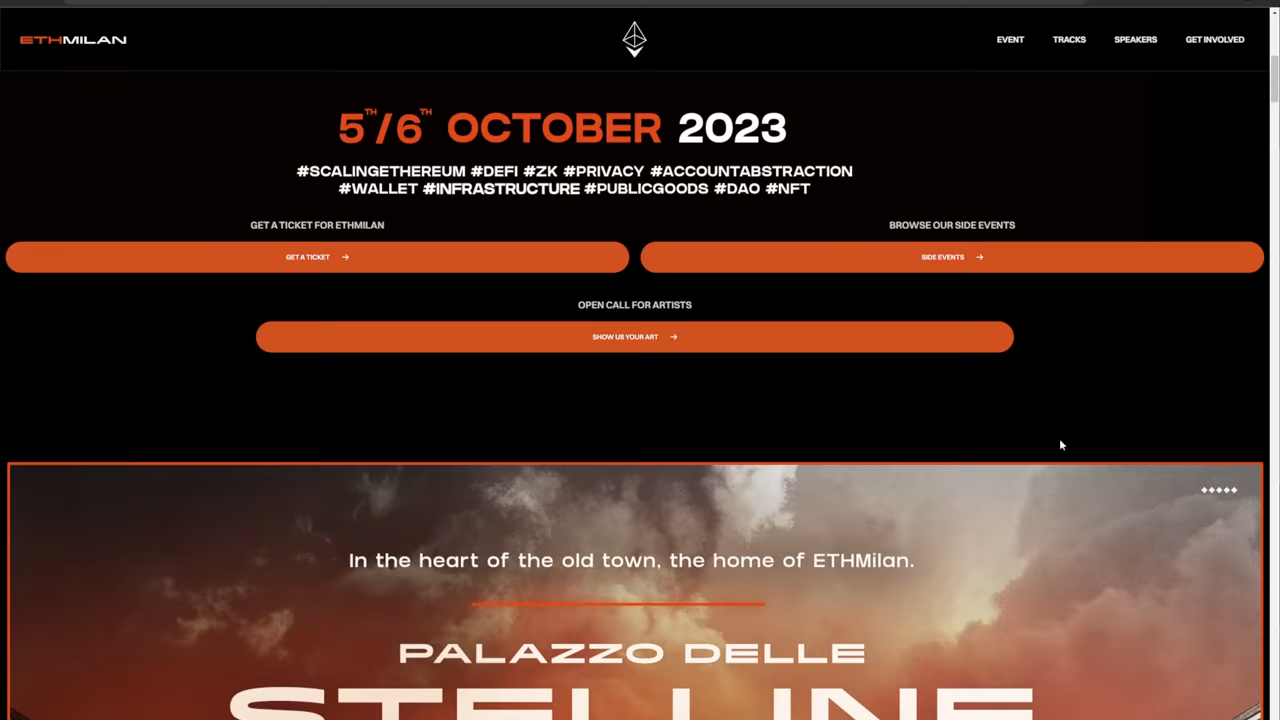 ETHMILAN
EVENT TRACKS SPEAKERS GET INVOLVED
5TH/6TH OCTOBER 2023
#SCALINGETHEREUM #DEFI #ZK #PRIVACY #ACCOUNTABSTRACTION
#WALLET #INFRASTRUCTURE #PUBLICGOODS #DAO #NFT
GET A TICKET FOR ETHMILAN
BROWSE OUR SIDE EVENTS
GET A TICKET →
SIDE EVENTS →
OPEN CALL FOR ARTISTS
SHOW US YOUR ART →
In the heart of the old town, the home of ETHMilan.
PALAZZO DELLE
STELLINE